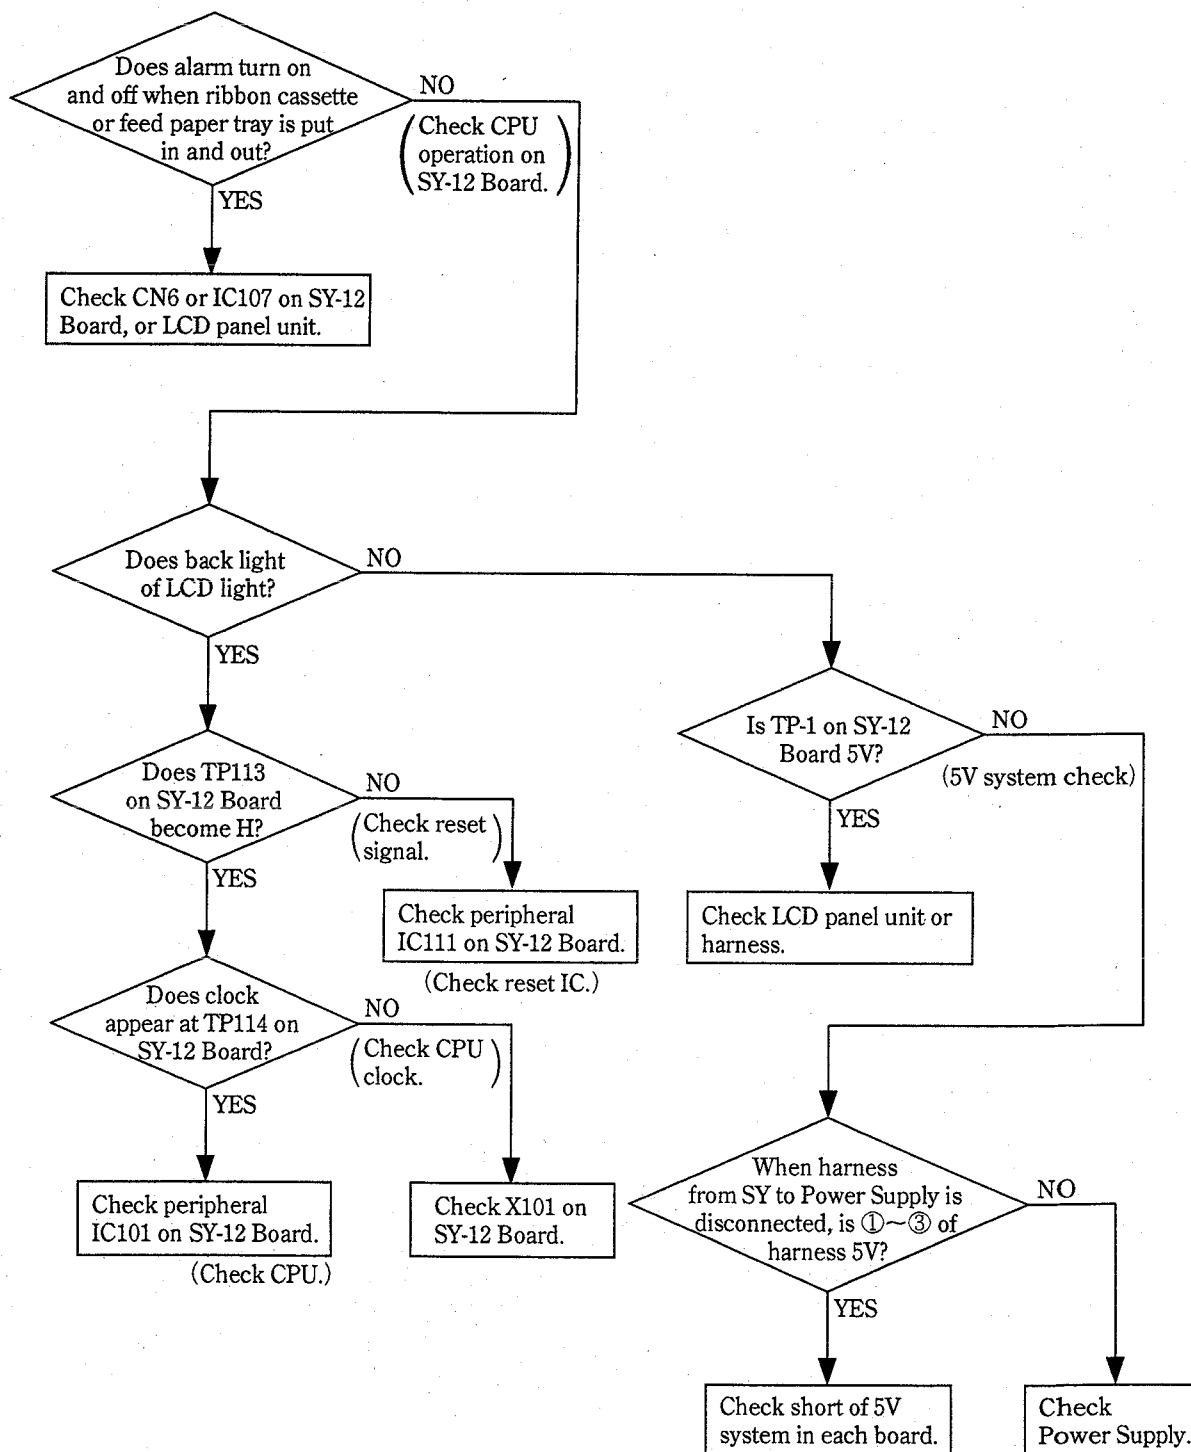 Does alarm turn on
and off when ribbon cassette
or feed paper tray is put
in and out?
NO
(Check CPU
operation on
SY-12 Board.)
YES
Check CN6 or IC107 on SY-12
Board, or LCD panel unit.
Does back light
of LCD light?
NO
YES
Is TP-1 on SY-12
Board 5V?
NO
(5V system check)
YES
Check LCD panel unit or
harness.
Does TP113
on SY-12 Board
become H?
NO
(Check reset
signal.)
YES
Check peripheral
IC111 on SY-12 Board.
(Check reset IC.)
Does clock
appear at TP114 on
SY-12 Board?
NO
(Check CPU
clock.)
YES
Check peripheral
IC101 on SY-12 Board.
(Check CPU.)
Check X101 on
SY-12 Board.
When harness
from SY to Power Supply is
disconnected, is ①~③ of
harness 5V?
NO
YES
Check short of 5V
system in each board.
Check
Power Supply.